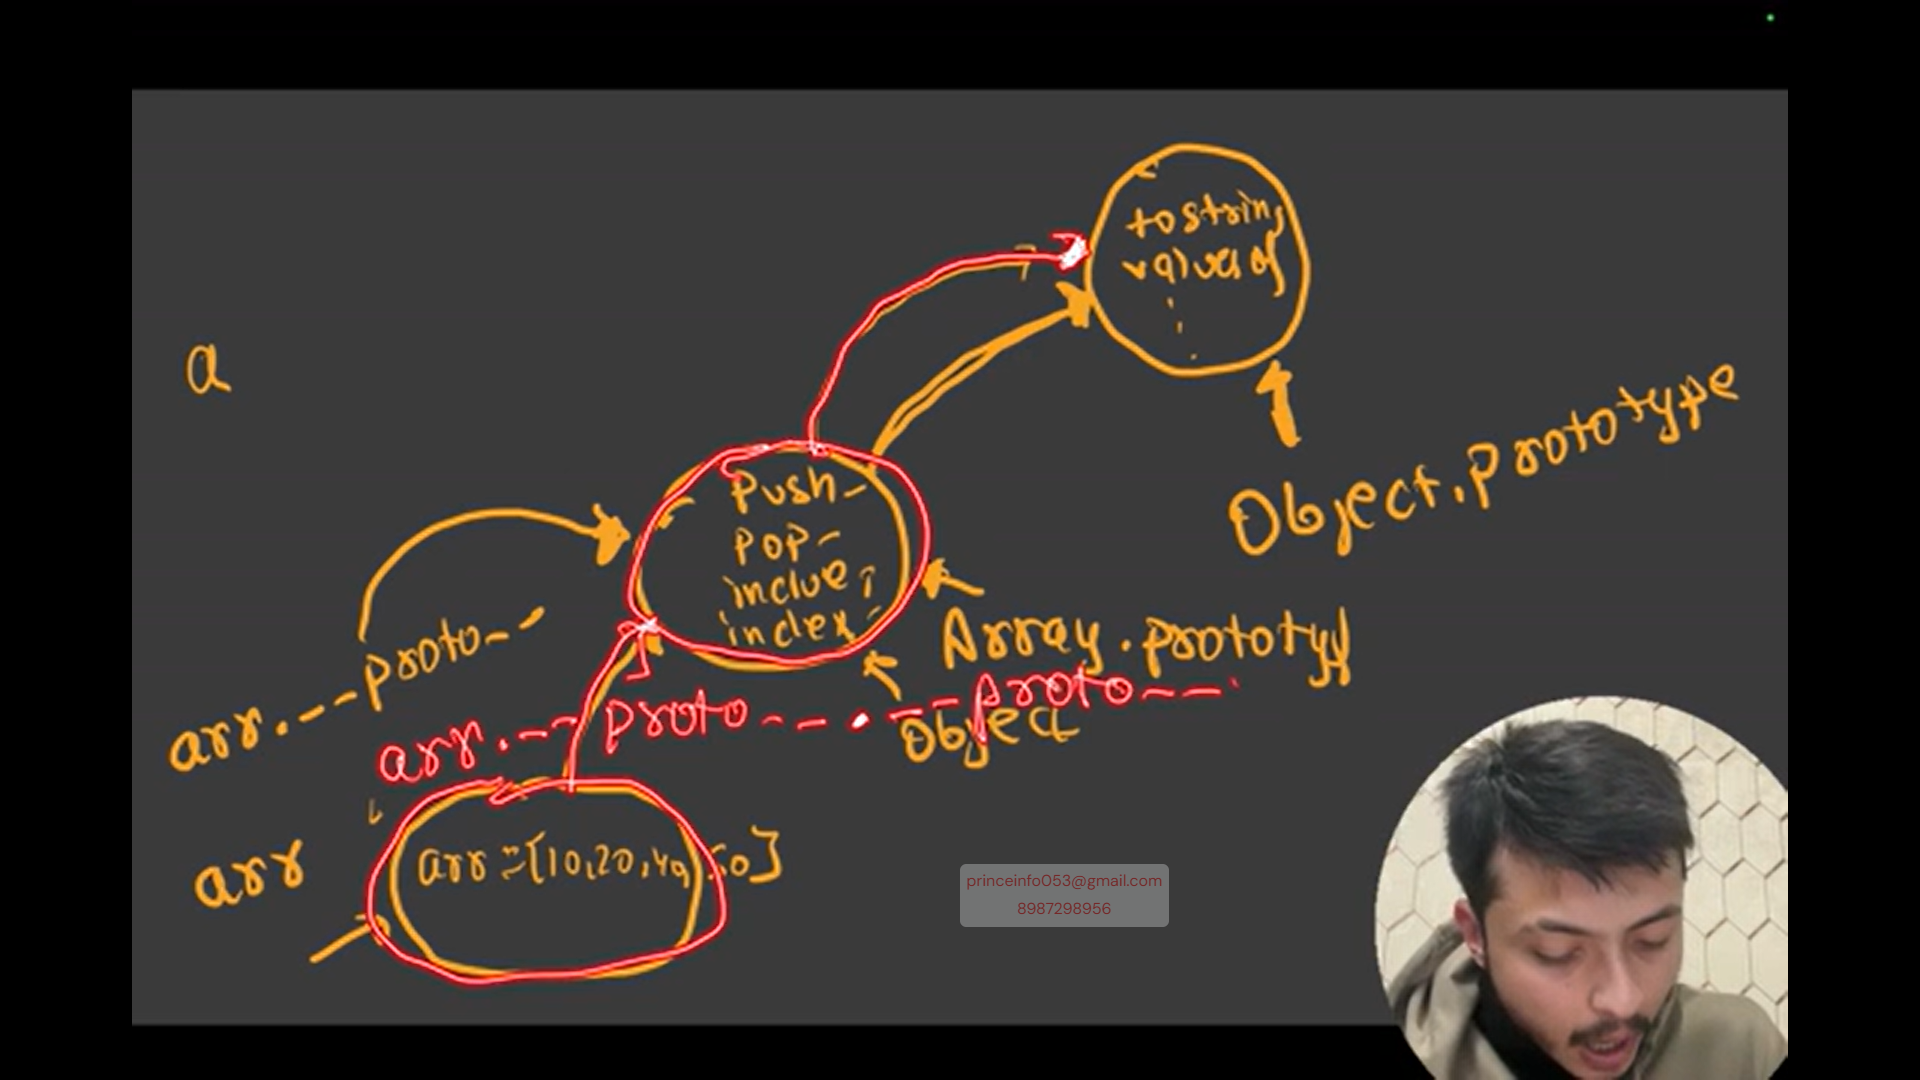 tostring
valuesof
a
Object.prototype
push-
pop-
inclue,
index
arr.--proto--
Array.prototyp
arr.--proto--.--proto---
Object
arr
arr=[10,20,40,50]
princeinfo053@gmail.com
8987298956